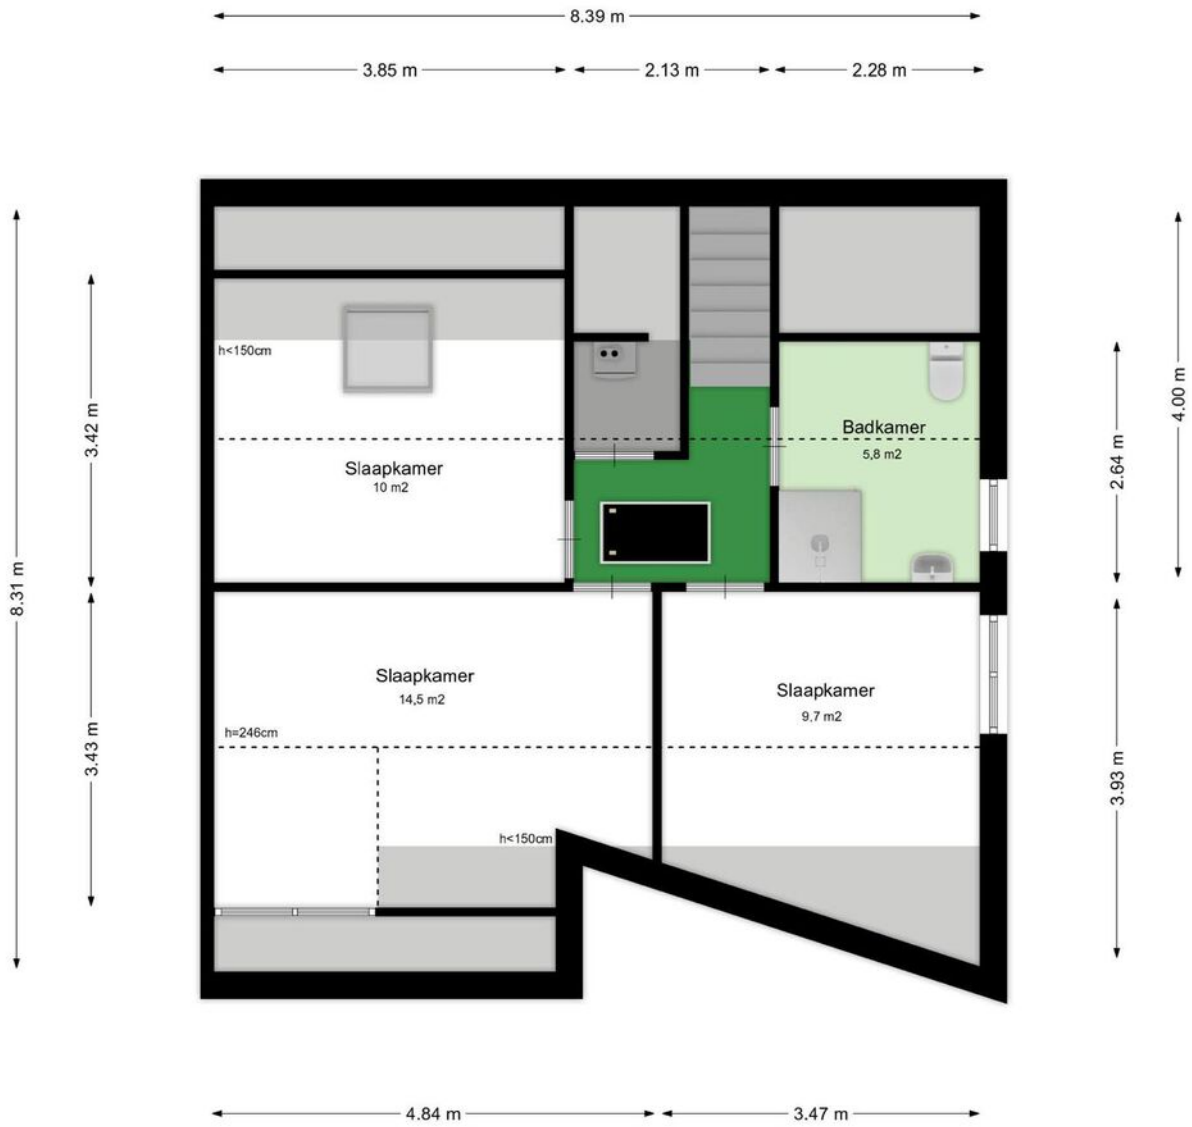 8.39 m
3.85 m
2.13 m
2.28 m
h<150cm
Slaapkamer
10 m2
Badkamer
5,8 m2
3.42 m
2.64 m
4.00 m
8.31 m
Slaapkamer
14,5 m2
Slaapkamer
9,7 m2
h=246cm
3.43 m
3.93 m
h<150cm
4.84 m
3.47 m